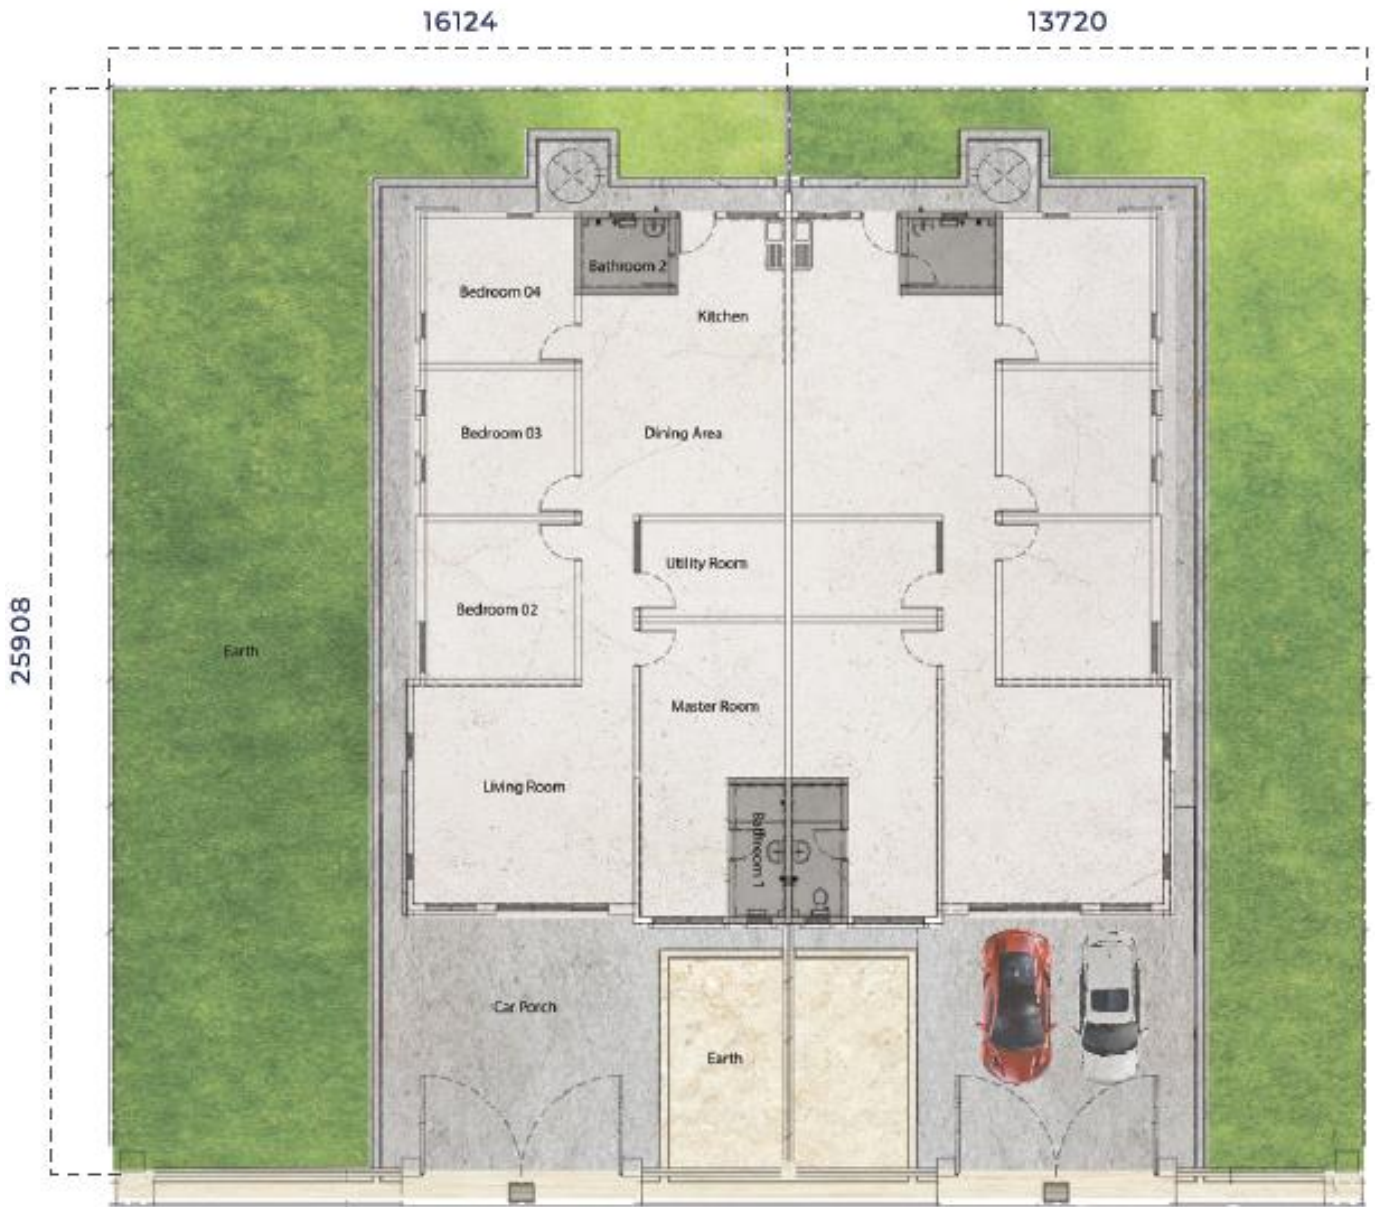 16124
13720
25908
Bathroom 2
Bedroom 04
Kitchen
Bedroom 03
Dining Area
Utility Room
Bedroom 02
Earth
Master Room
Living Room
Bathroom 1
Car Porch
Earth